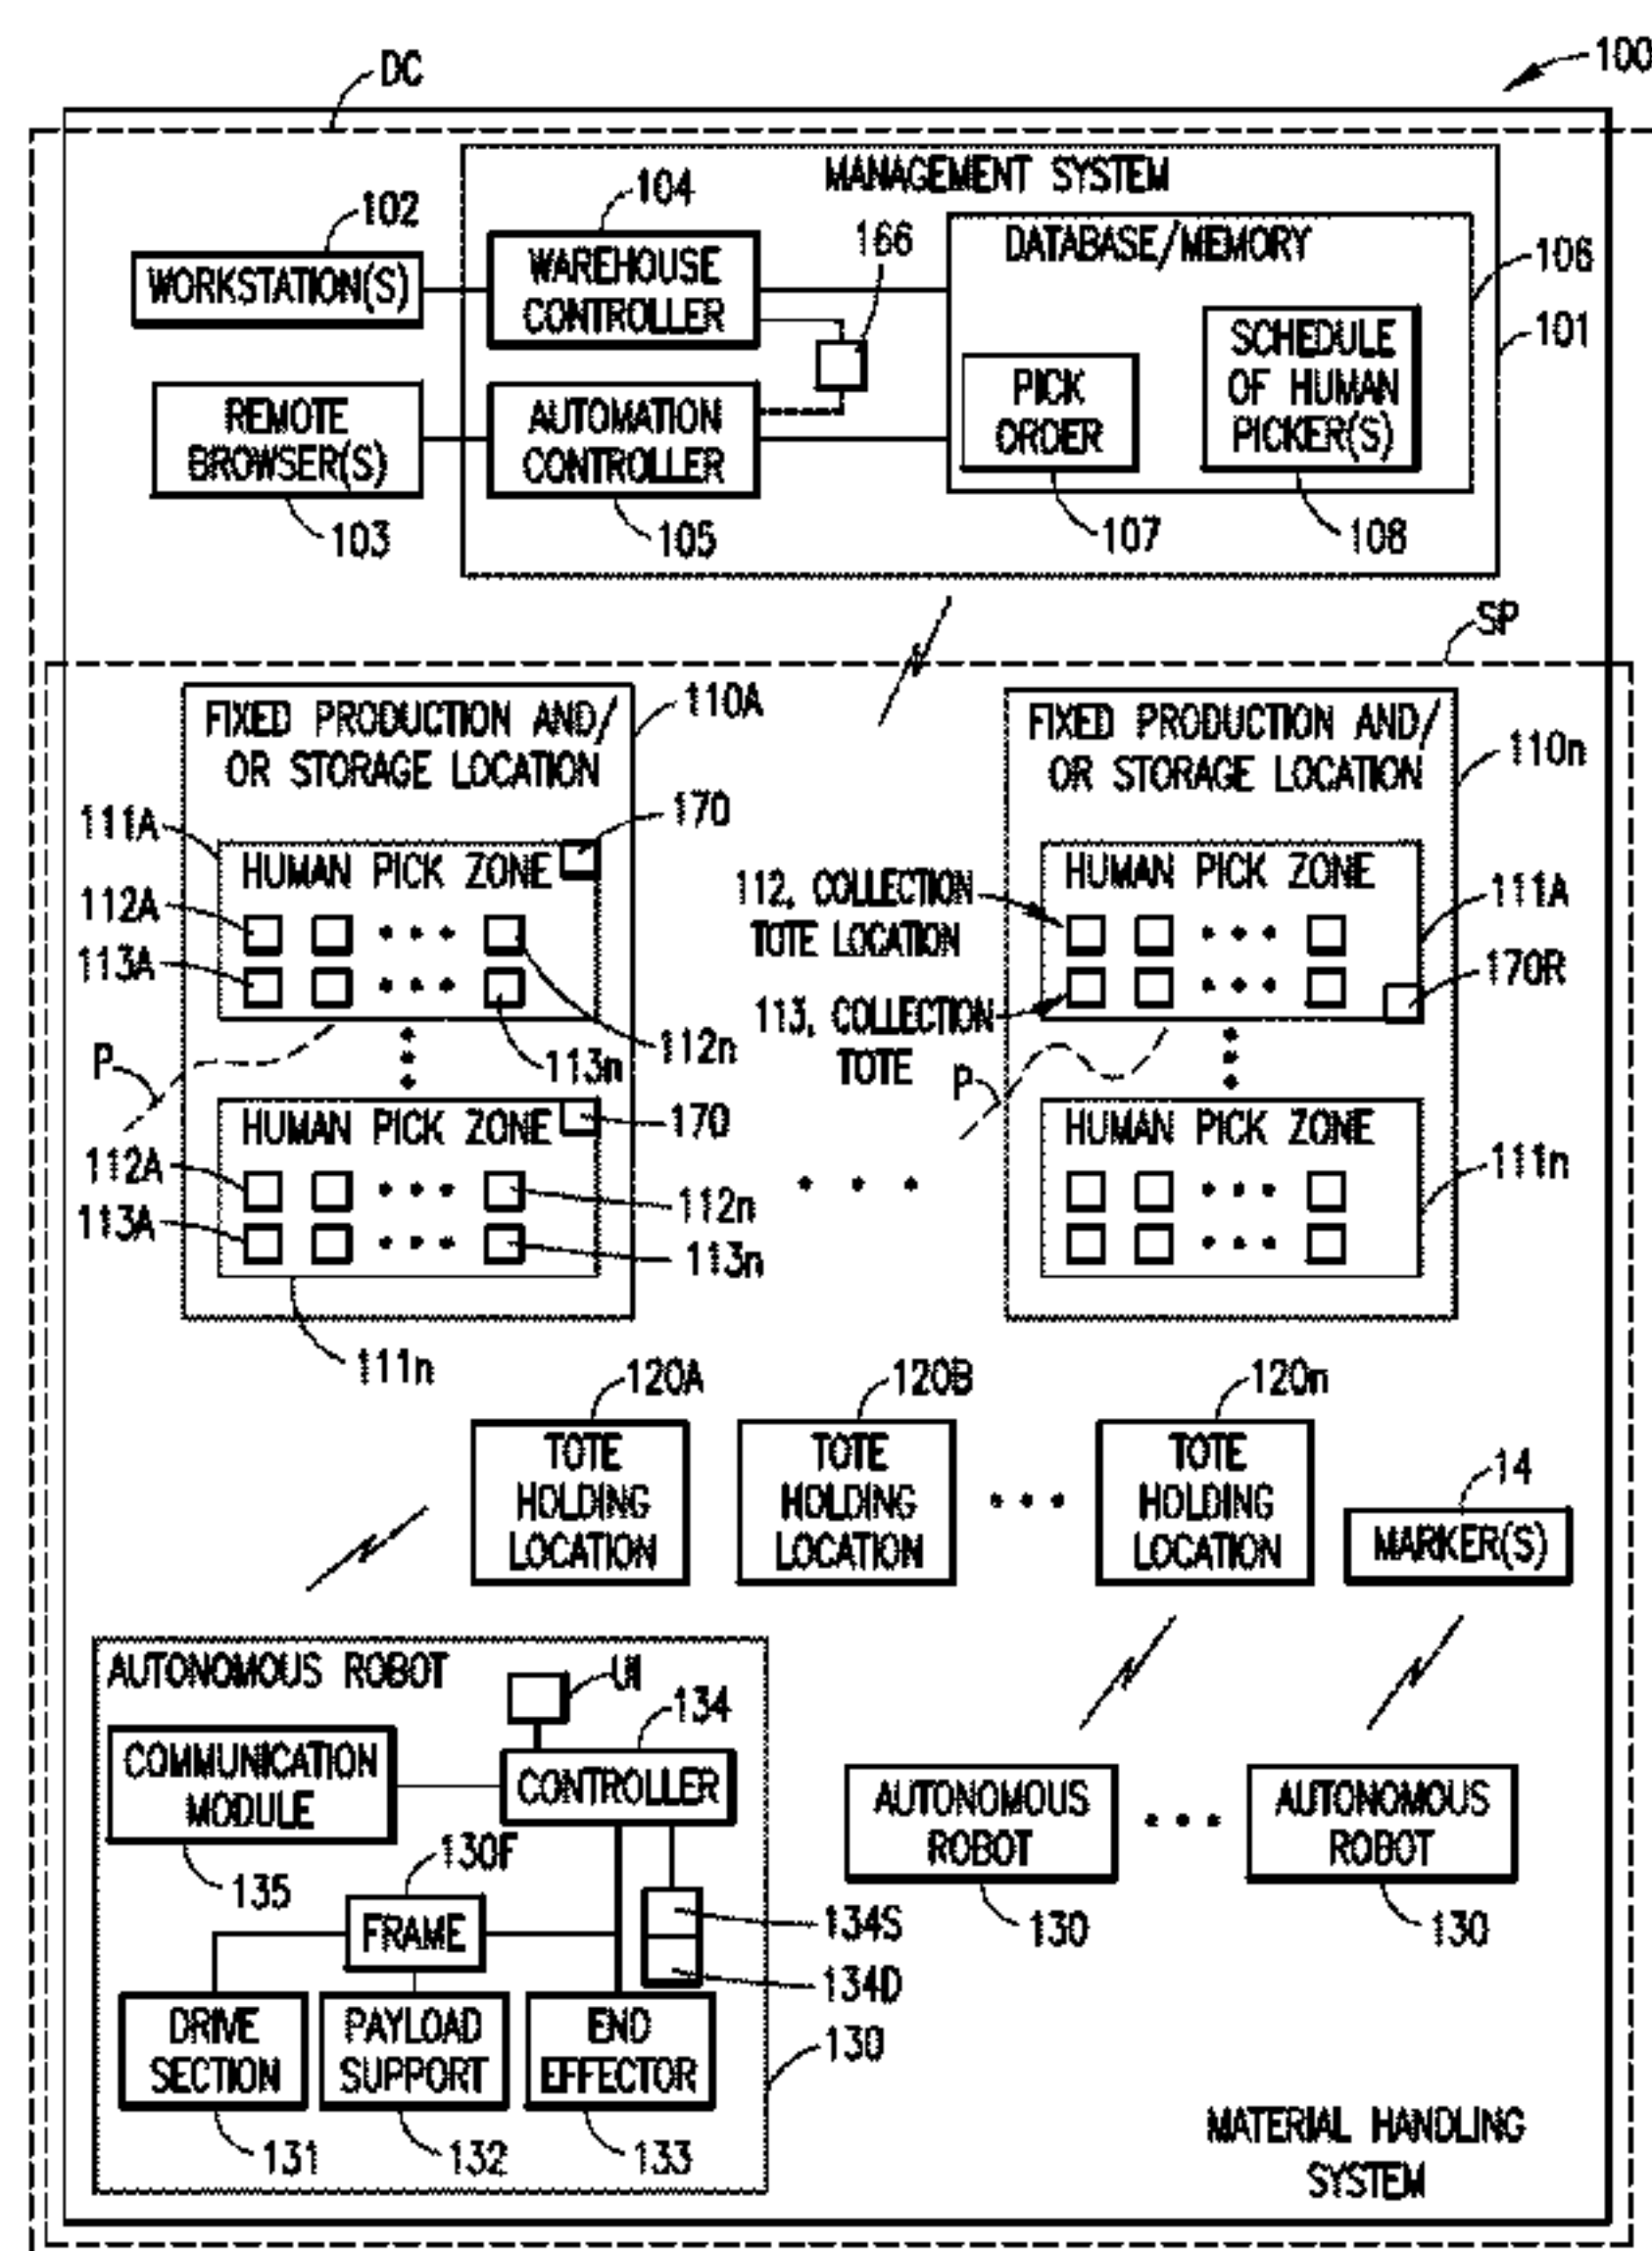 100
DC
MANAGEMENT SYSTEM
102
104
166
DATABASE/MEMORY
106
WORKSTATION(S)
WAREHOUSE
CONTROLLER
101
SCHEDULE
OF HUMAN
PICKER(S)
PICK
ORDER
REMOTE
BROWSER(S)
AUTOMATION
CONTROLLER
103
105
107
108
SP
FIXED PRODUCTION AND/
OR STORAGE LOCATION
110A
FIXED PRODUCTION AND/
OR STORAGE LOCATION
110n
111A
170
HUMAN PICK ZONE
112A
113A
112, COLLECTION
TOTE LOCATION
HUMAN PICK ZONE
111A
170R
113, COLLECTION
TOTE
112n
113n
P
P
HUMAN PICK ZONE
170
HUMAN PICK ZONE
111n
112A
113A
112n
113n
111n
120A
120B
120n
TOTE
HOLDING
LOCATION
TOTE
HOLDING
LOCATION
TOTE
HOLDING
LOCATION
14
MARKER(S)
AUTONOMOUS ROBOT
UI
134
COMMUNICATION
MODULE
CONTROLLER
AUTONOMOUS
ROBOT
AUTONOMOUS
ROBOT
135
130F
FRAME
134S
134D
130
130
DRIVE
SECTION
PAYLOAD
SUPPORT
END
EFFECTOR
130
131
132
133
MATERIAL HANDLING
SYSTEM